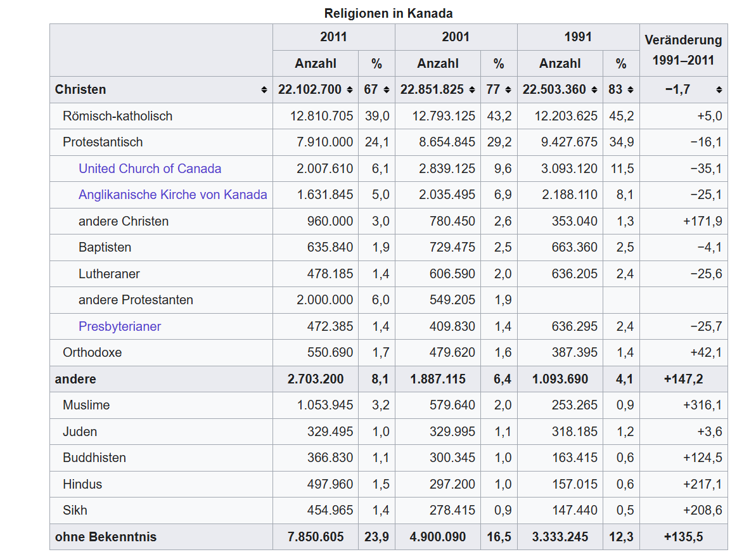 Religionen in Kanada
2011 2001 1991 Veränderung 1991–2011
Anzahl % Anzahl % Anzahl %
Christen 22.102.700 67 22.851.825 77 22.503.360 83 −1,7
Römisch-katholisch 12.810.705 39,0 12.793.125 43,2 12.203.625 45,2 +5,0
Protestantisch 7.910.000 24,1 8.654.845 29,2 9.427.675 34,9 −16,1
United Church of Canada 2.007.610 6,1 2.839.125 9,6 3.093.120 11,5 −35,1
Anglikanische Kirche von Kanada 1.631.845 5,0 2.035.495 6,9 2.188.110 8,1 −25,1
andere Christen 960.000 3,0 780.450 2,6 353.040 1,3 +171,9
Baptisten 635.840 1,9 729.475 2,5 663.360 2,5 −4,1
Lutheraner 478.185 1,4 606.590 2,0 636.205 2,4 −25,6
andere Protestanten 2.000.000 6,0 549.205 1,9
Presbyterianer 472.385 1,4 409.830 1,4 636.295 2,4 −25,7
Orthodoxe 550.690 1,7 479.620 1,6 387.395 1,4 +42,1
andere 2.703.200 8,1 1.887.115 6,4 1.093.690 4,1 +147,2
Muslime 1.053.945 3,2 579.640 2,0 253.265 0,9 +316,1
Juden 329.495 1,0 329.995 1,1 318.185 1,2 +3,6
Buddhisten 366.830 1,1 300.345 1,0 163.415 0,6 +124,5
Hindus 497.960 1,5 297.200 1,0 157.015 0,6 +217,1
Sikh 454.965 1,4 278.415 0,9 147.440 0,5 +208,6
ohne Bekenntnis 7.850.605 23,9 4.900.090 16,5 3.333.245 12,3 +135,5